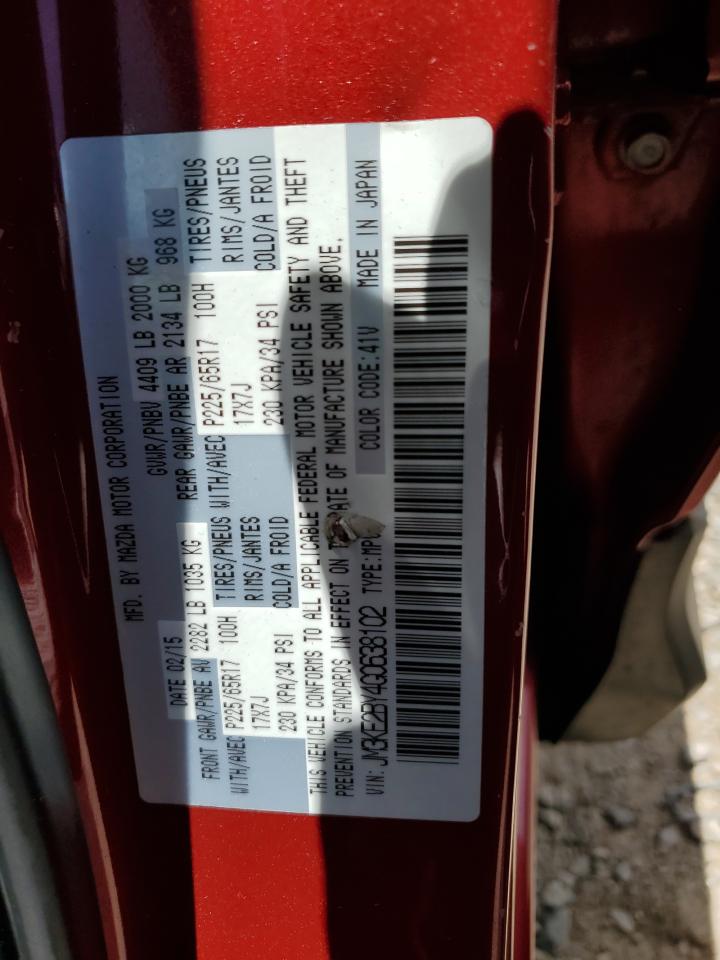 MFD. BY MAZDA MOTOR CORPORATION
DATE 02/15 GVWR/PNBV 4409 LB 2000 KG
FRONT GAWR/PNBE AV 2282 LB 1035 KG REAR GAWR/PNBE AR 2134 LB 968 KG
WITH/AVEC P225/65R17 100H TIRES/PNEUS WITH/AVEC P225/65R17 100H TIRES/PNEUS
17X7J RIMS/JANTES 17X7J RIMS/JANTES
230 KPA/34 PSI COLD/A FROID 230 KPA/34 PSI COLD/A FROID
THIS VEHICLE CONFORMS TO ALL APPLICABLE FEDERAL MOTOR VEHICLE SAFETY AND THEFT
PREVENTION STANDARDS IN EFFECT ON OF MANUFACTURE SHOWN ABOVE.
VIN: JM3KE2BY4G0638102 TYPE: COLOR CODE:41V MADE IN JAPAN